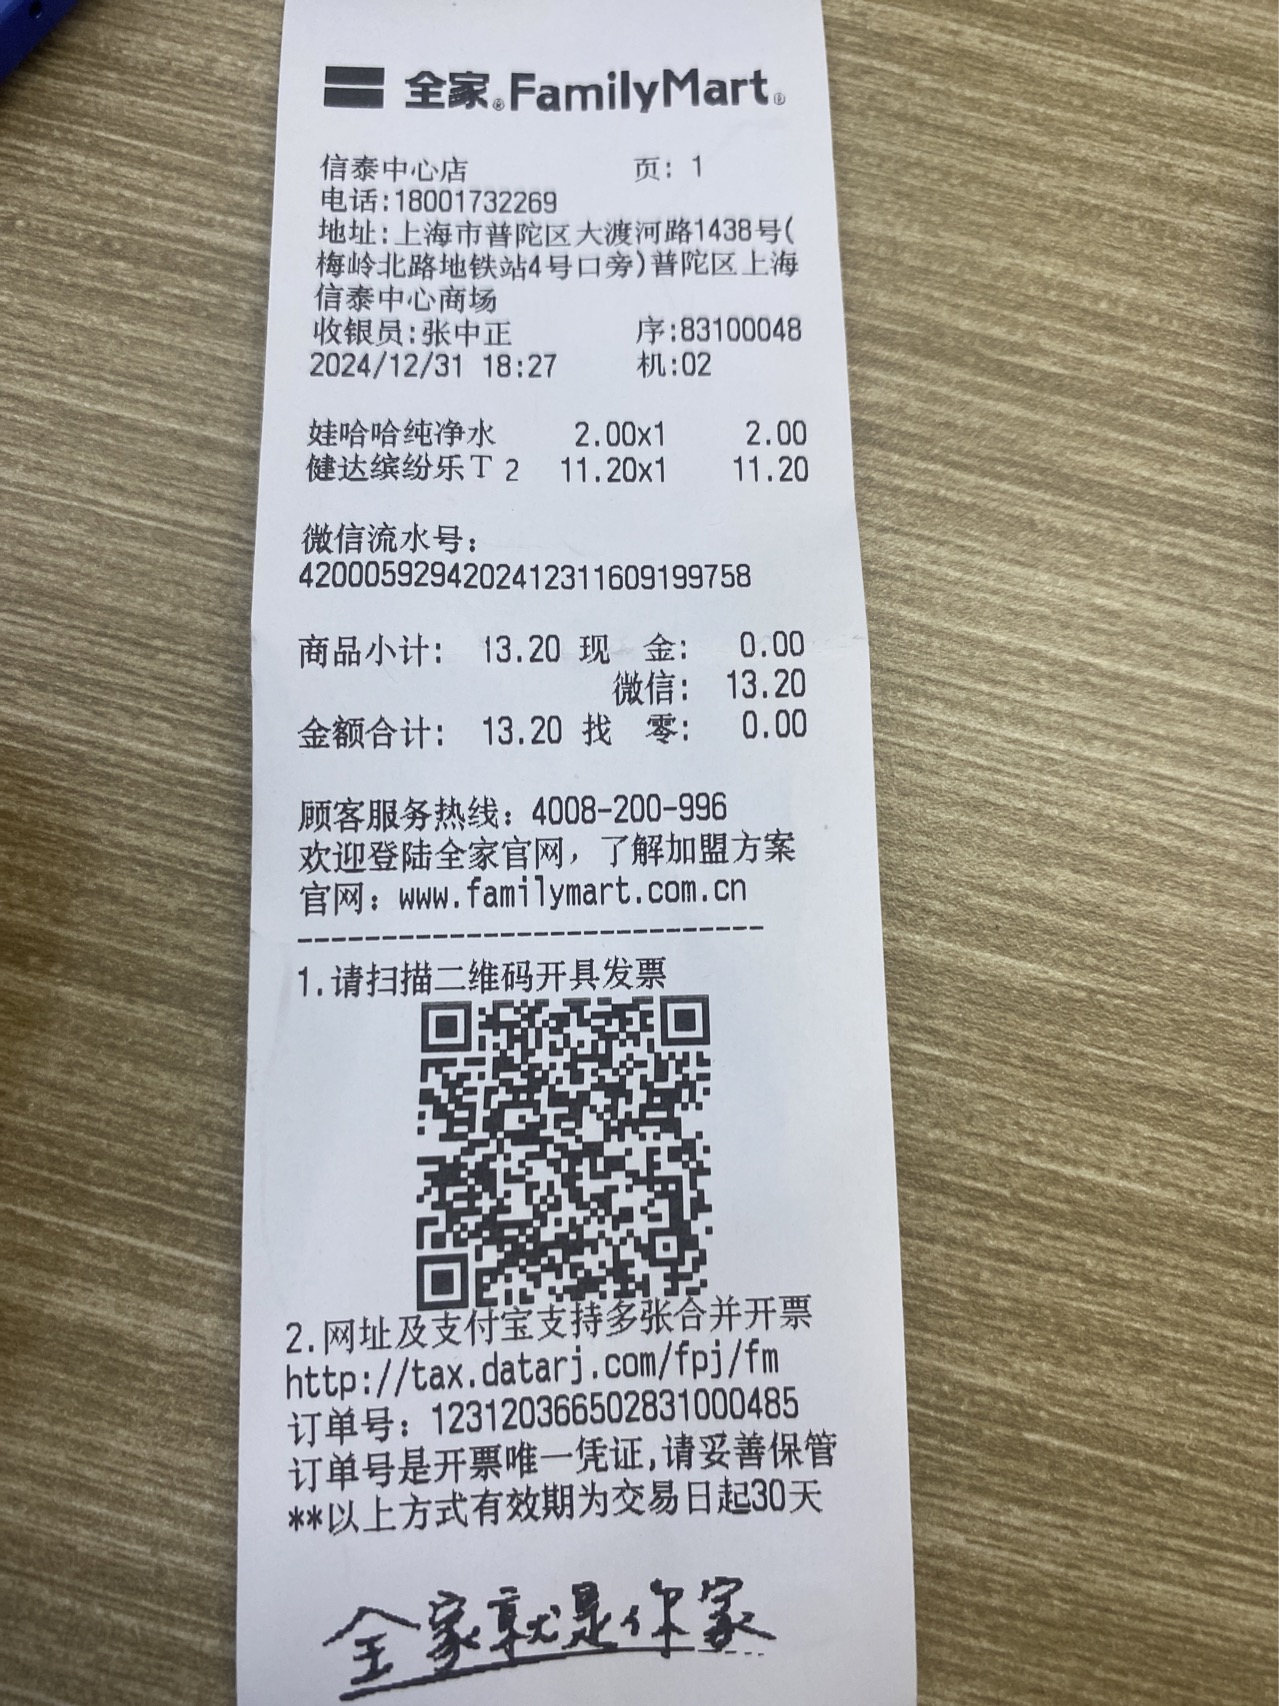 全家®FamilyMart®
信泰中心店 页: 1
电话:18001732269
地址:上海市普陀区大渡河路1438号(
梅岭北路地铁站4号口旁)普陀区上海
信泰中心商场
收银员:张中正 序:83100048
2024/12/31 18:27 机:02
娃哈哈纯净水 2.00x1 2.00
健达缤纷乐T 2 11.20x1 11.20
微信流水号:
4200059294202412311609199758
商品小计: 13.20 现 金: 0.00
微信: 13.20
金额合计: 13.20 找 零: 0.00
顾客服务热线: 4008-200-996
欢迎登陆全家官网，了解加盟方案
官网: www.familymart.com.cn
----------------------------
1.请扫描二维码开具发票
2.网址及支付宝支持多张合并开票
http://tax.datarj.com/fpj/fm
订单号: 123120366502831000485
订单号是开票唯一凭证,请妥善保管
**以上方式有效期为交易日起30天
全家就是你家